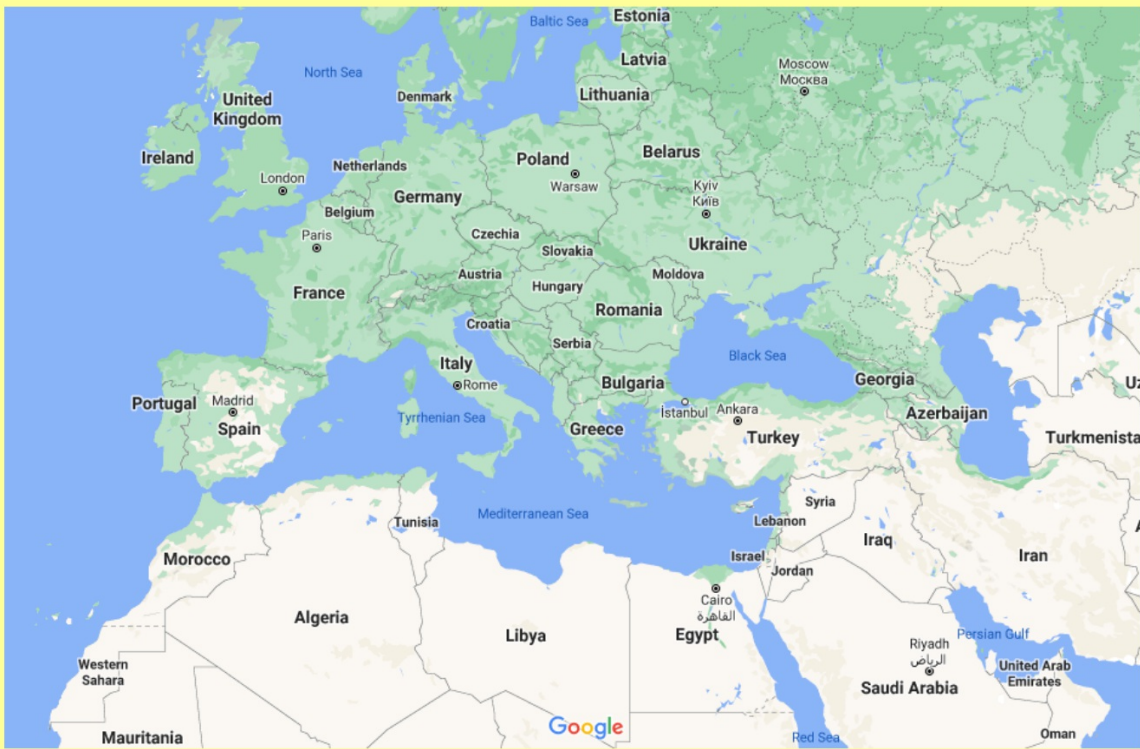 Estonia
Baltic Sea
Latvia
Moscow
Москва
North Sea
Denmark
Lithuania
United
Kingdom
Ireland
Belarus
Netherlands
Poland
Warsaw
London
Germany
Kyiv
Київ
Belgium
Paris
Czechia
Ukraine
Slovakia
Austria
Moldova
Hungary
France
Romania
Croatia
Serbia
Black Sea
Italy
Rome
Bulgaria
Georgia
Uz
Portugal
Madrid
Spain
Tyrrhenian Sea
İstanbul
Ankara
Azerbaijan
Greece
Turkey
Turkmenista
Syria
Mediterranean Sea
Tunisia
Lebanon
A
Iraq
Morocco
Israel
Jordan
Iran
Cairo
القاهرة
Algeria
Libya
Egypt
Persian Gulf
Riyadh
الرياض
Western
Sahara
United Arab
Emirates
Saudi Arabia
Google
Mauritania
Red Sea
Oman